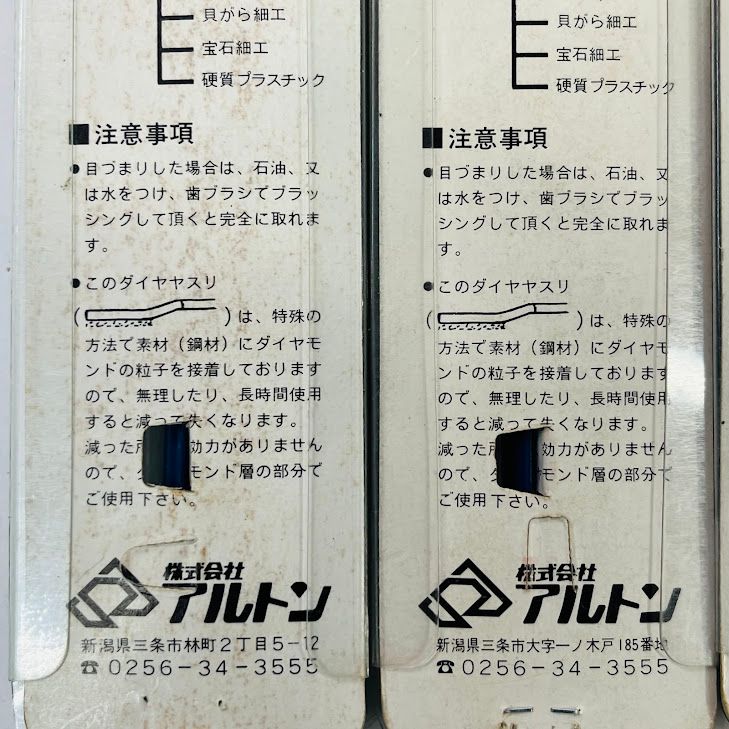 貝がら細工
宝石細工
硬質プラスチック
■注意事項
●目づまりした場合は、石油、又
は水をつけ、歯ブラシでブラッ
シングして頂くと完全に取れま
す。
●このダイヤヤスリ
( )は、特殊の
方法で素材（鋼材）にダイヤモ
ンドの粒子を接着しております
ので、無理したり、長時間使用
すると減って失くなります。
減った 効力がありません
ので、 モンド層の部分で
ご使用下さい。
株式会社
アルトン
新潟県三条市林町2丁目5-12
☎0256-34-3555
貝がら細工
宝石細工
硬質プラスチック
■注意事項
●目づまりした場合は、石油、又
は水をつけ、歯ブラシでブラッ
シングして頂くと完全に取れま
す。
●このダイヤヤスリ
( )は、特殊の
方法で素材（鋼材）にダイヤモ
ンドの粒子を接着しております
ので、無理したり、長時間使用
すると減って失くなります。
減った 効力がありません
ので、 モンド層の部分で
ご使用下さい。
株式会社
アルトン
新潟県三条市大字一ノ木戸185番地
☎0256-34-3555